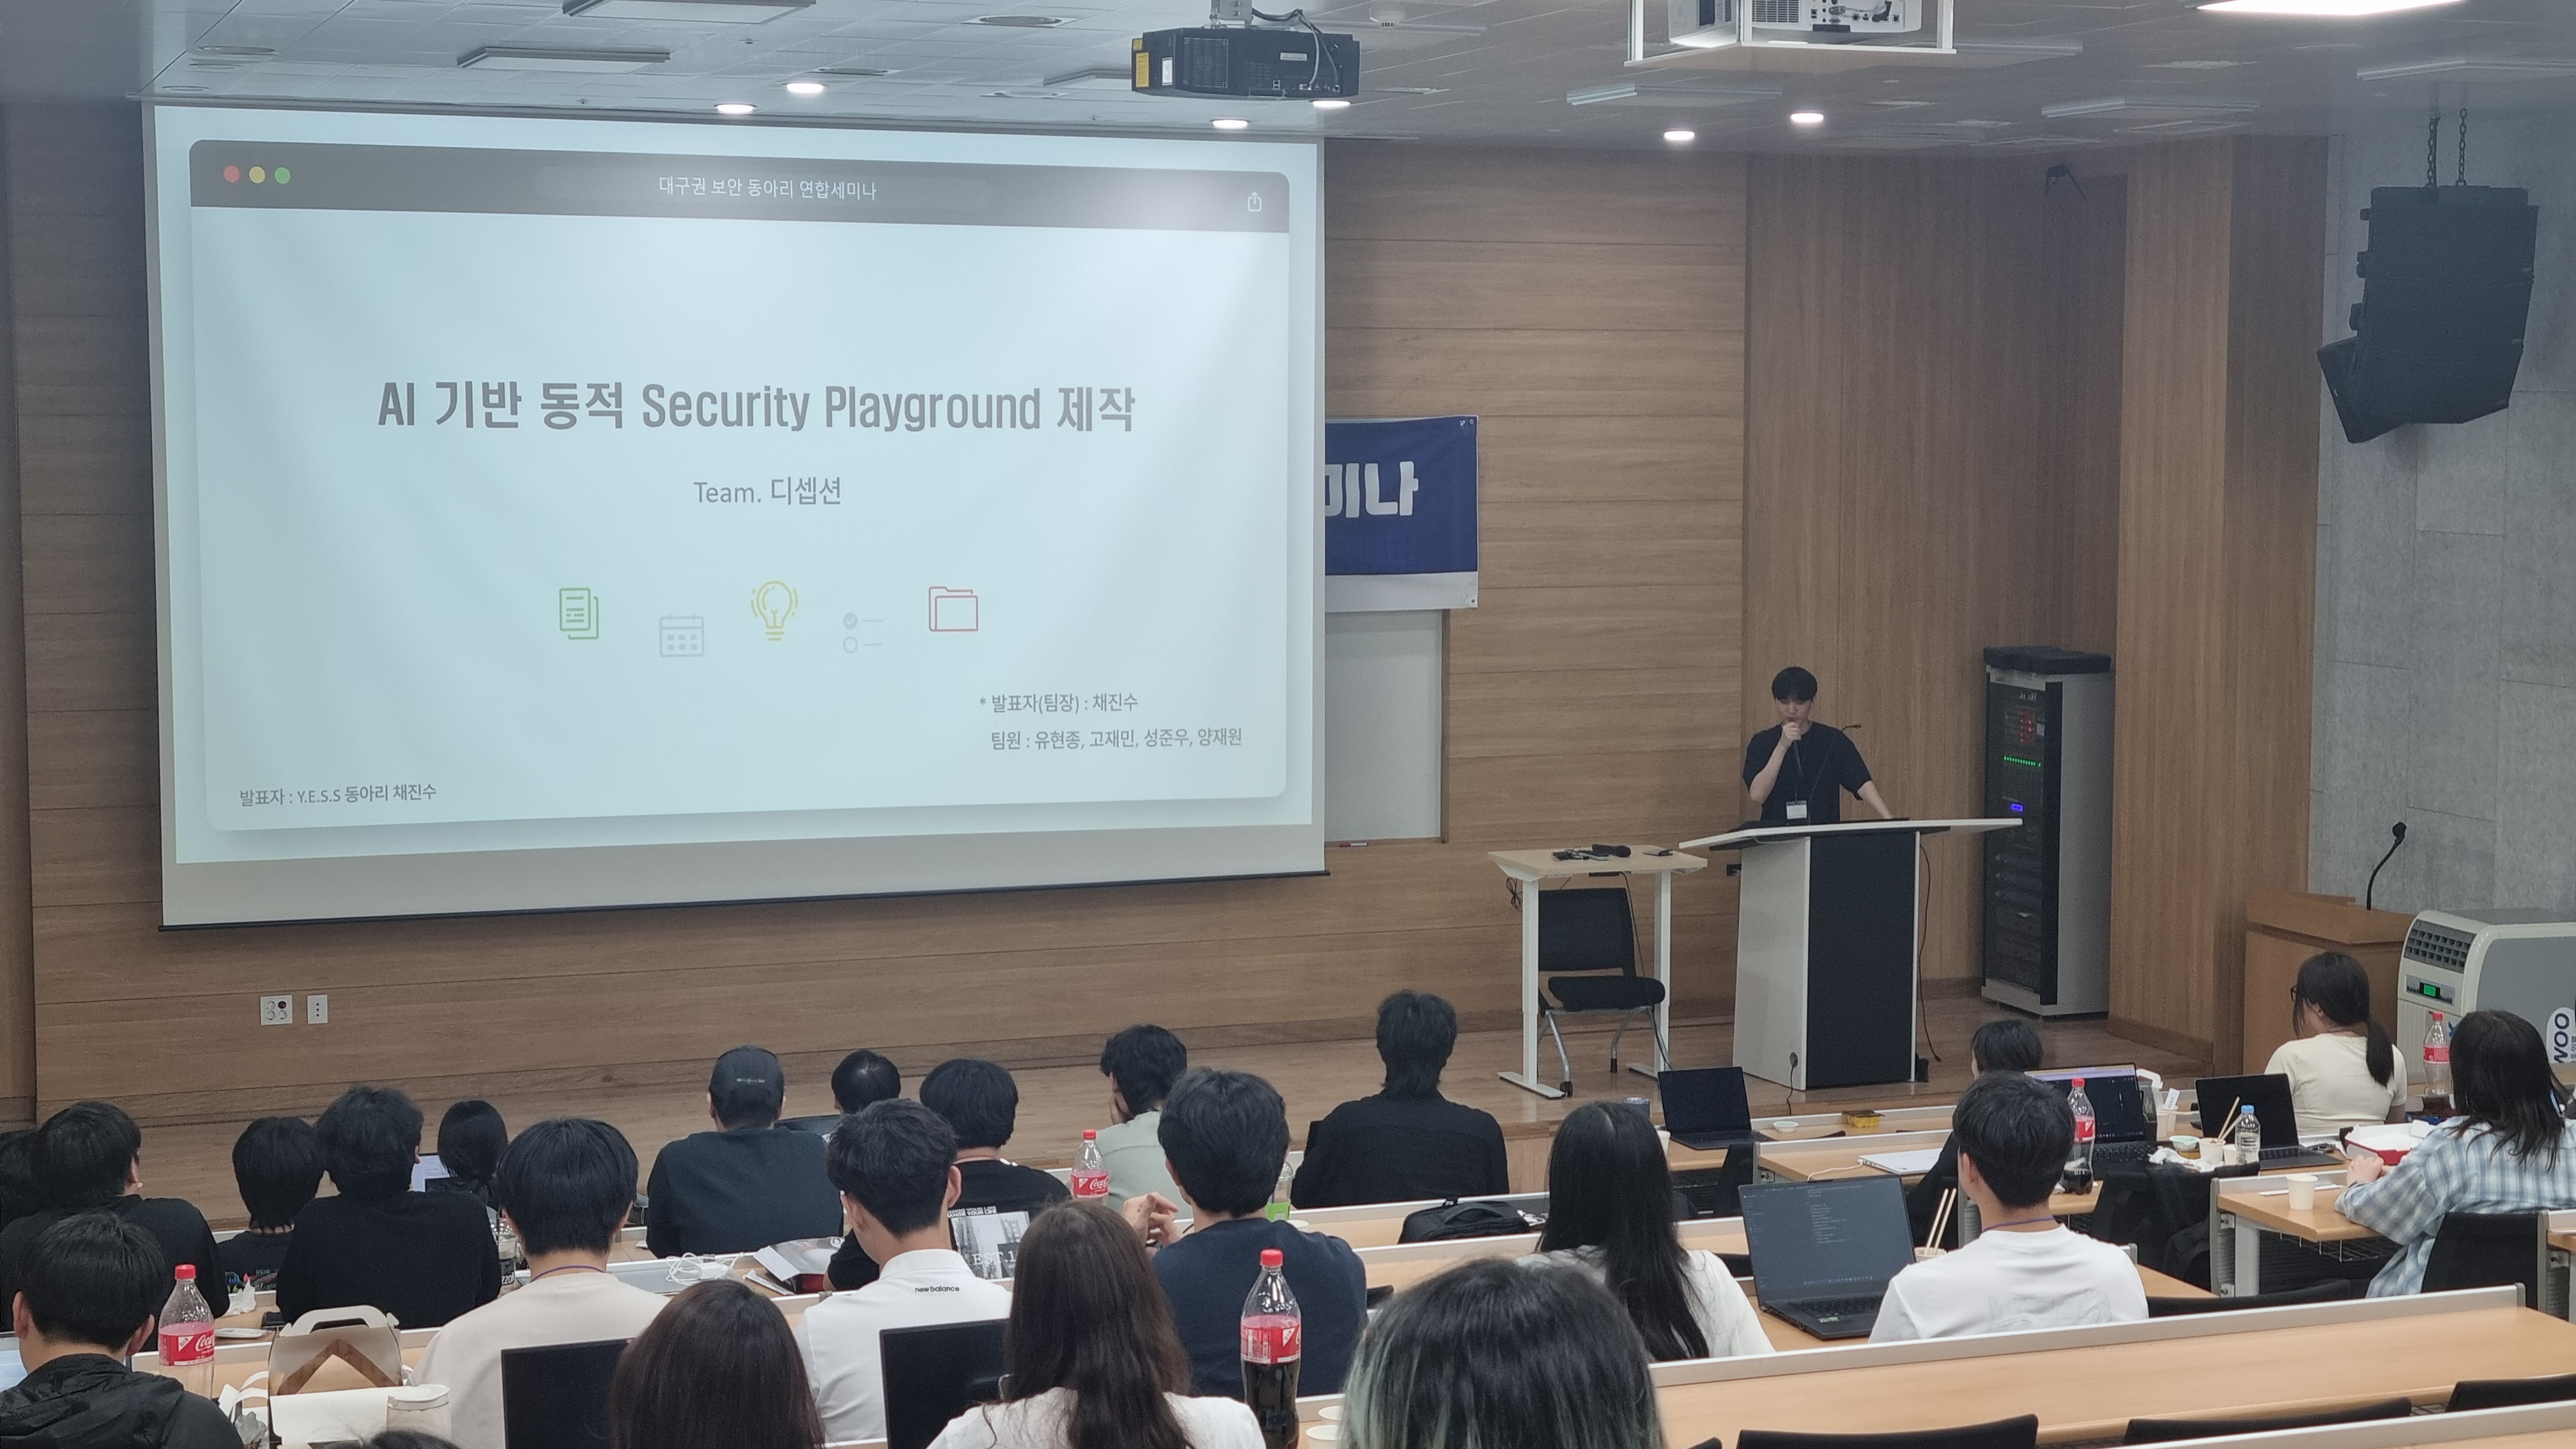 대구권 보안 동아리 연합세미나
AI 기반 동적 Security Playground 제작
Team. 디셉션
* 발표자(팀장) : 채진수
팀원 : 유현종, 고재민, 성준우, 양재원
발표자 : Y.E.S.S 동아리 채진수
미나
new balance